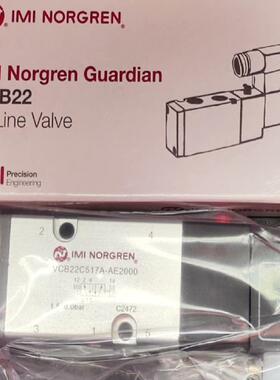 IMI NORGREN
Norgren Guardian
B22
Line Valve
Precision
Engineering
2
4
IMI NORGREN
VCB22C517A-AE2000
C2472
3
1
5